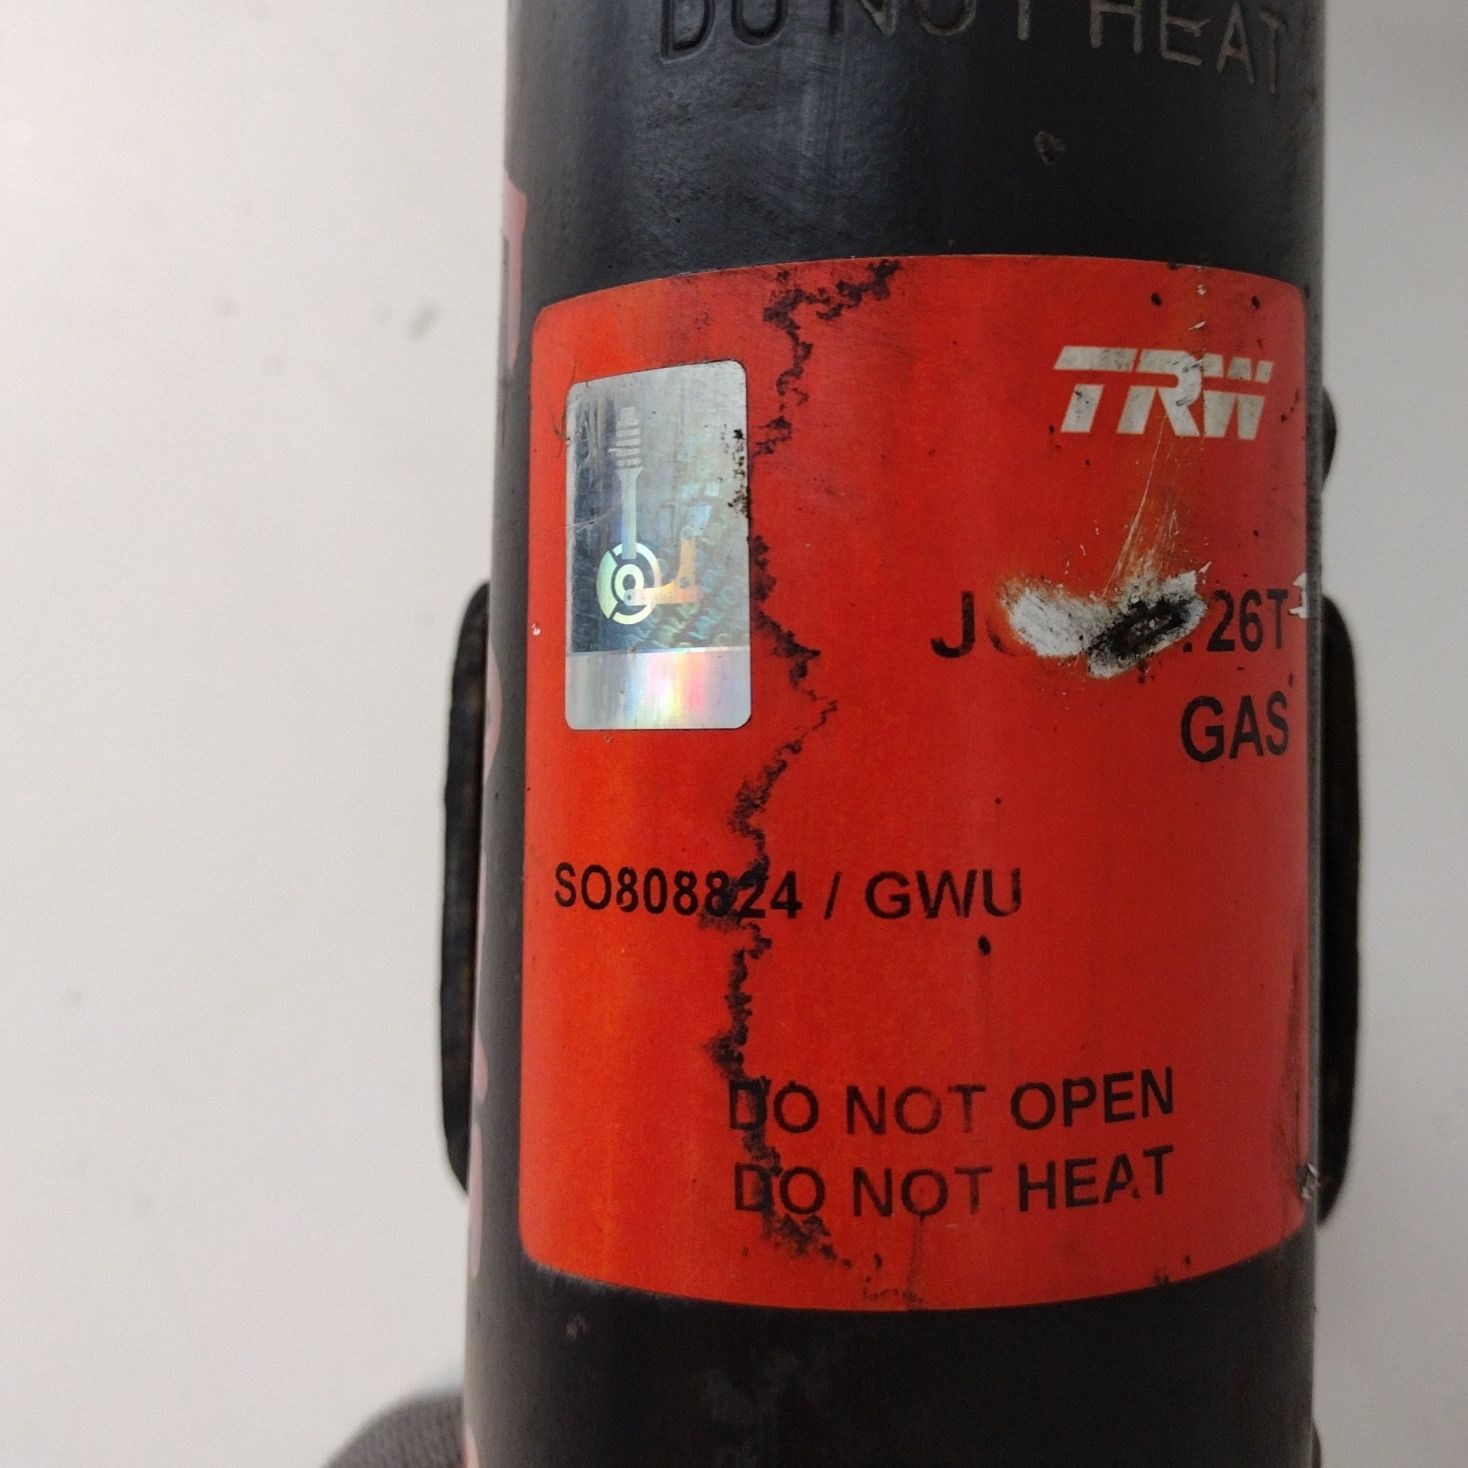 DO NOT HEAT
TRW
GAS
SO808824 / GWU
DO NOT OPEN
DO NOT HEAT